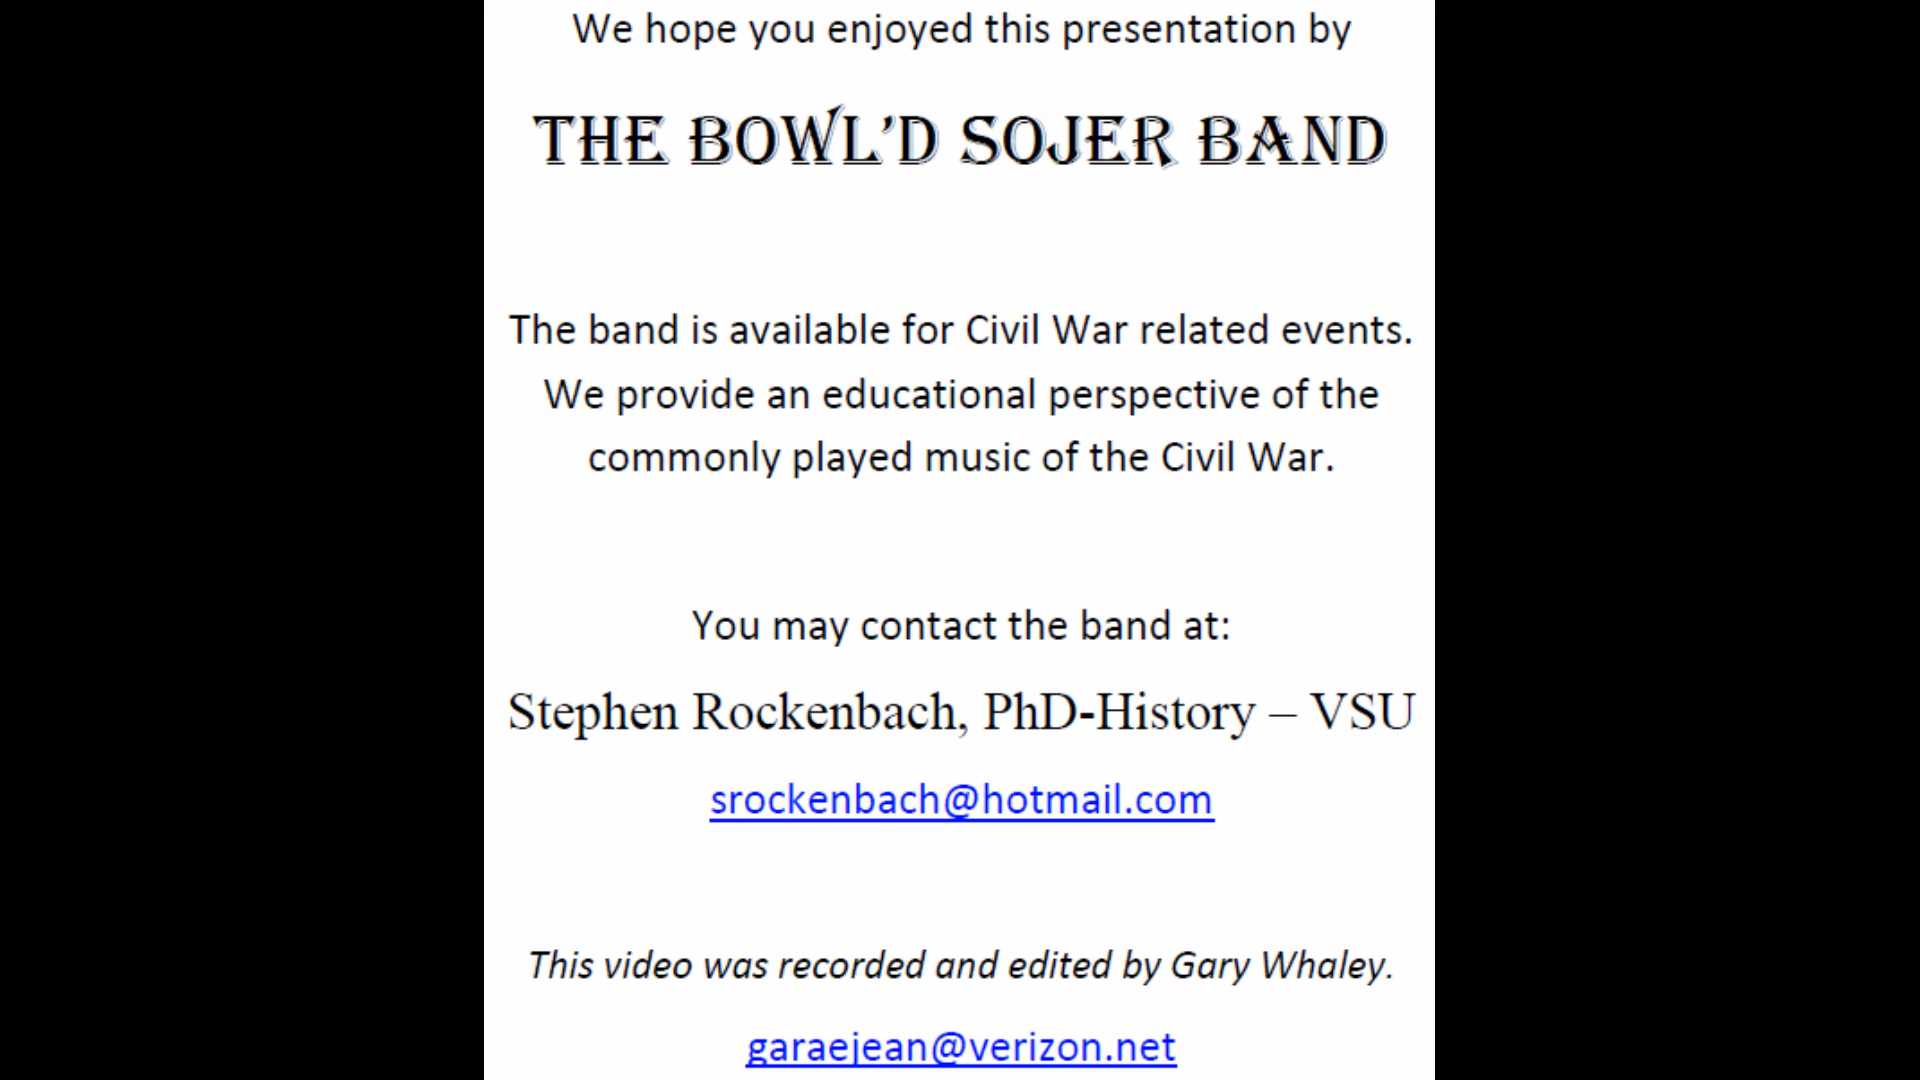 We hope you enjoyed this presentation by
THE BOWL’D SOJER BAND
The band is available for Civil War related events.
We provide an educational perspective of the
commonly played music of the Civil War.
You may contact the band at:
Stephen Rockenbach, PhD-History – VSU
srockenbach@hotmail.com
This video was recorded and edited by Gary Whaley.
garaejean@verizon.net